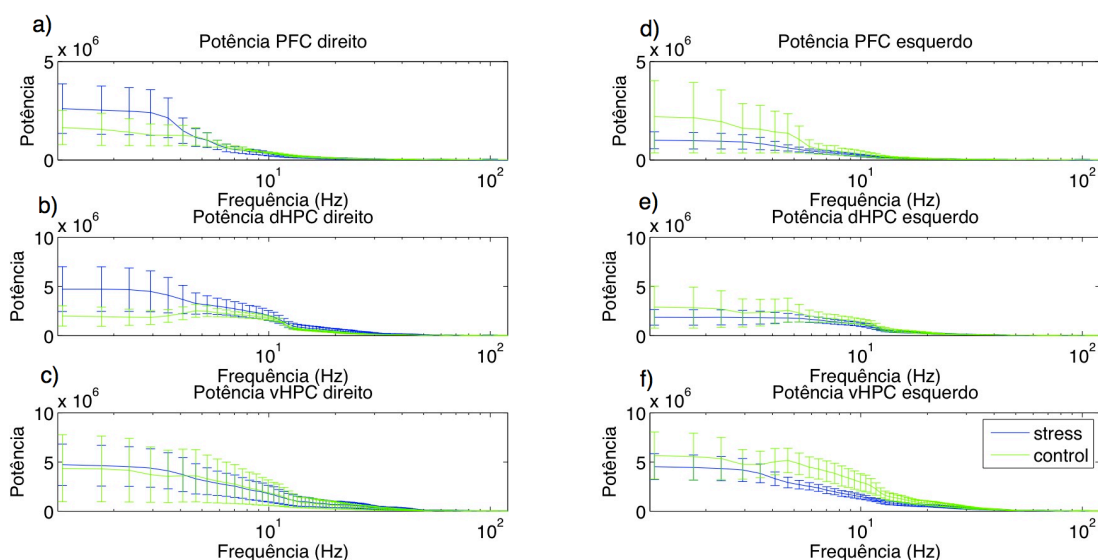 a)
Potência PFC direito
x 10^6
5
0
Potência
10^1
10^2
Frequência (Hz)
b)
Potência dHPC direito
x 10^6
10
5
0
Potência
10^1
10^2
Frequência (Hz)
c)
Potência vHPC direito
x 10^6
10
5
0
Potência
10^1
10^2
Frequência (Hz)
d)
Potência PFC esquerdo
x 10^6
5
0
Potência
10^1
10^2
Frequência (Hz)
e)
Potência dHPC esquerdo
x 10^6
10
5
0
Potência
10^1
10^2
Frequência (Hz)
f)
Potência vHPC esquerdo
x 10^6
10
5
0
Potência
stress
control
10^1
10^2
Frequência (Hz)